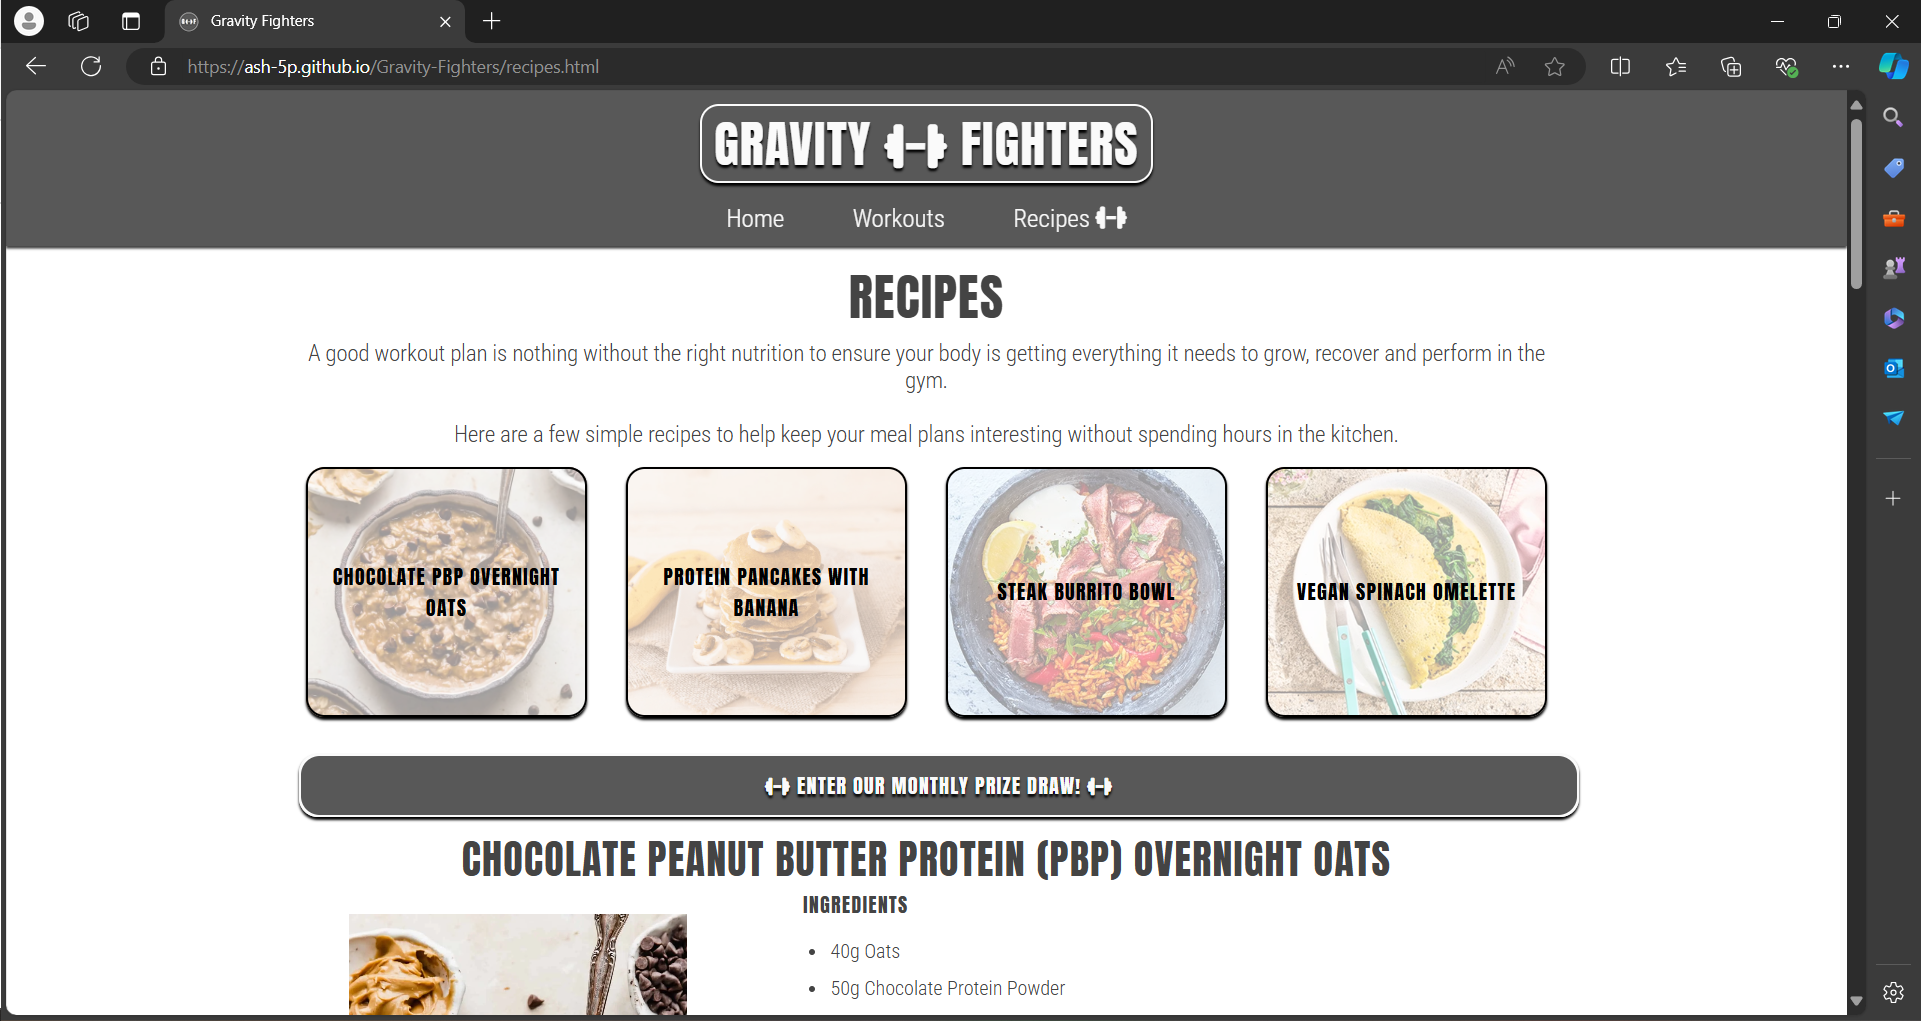 Gravity Fighters
https://ash-5p.github.io/Gravity-Fighters/recipes.html
GRAVITY FIGHTERS
Home Workouts Recipes
RECIPES
A good workout plan is nothing without the right nutrition to ensure your body is getting everything it needs to grow, recover and perform in the
gym.
Here are a few simple recipes to help keep your meal plans interesting without spending hours in the kitchen.
CHOCOLATE PBP OVERNIGHT
OATS
PROTEIN PANCAKES WITH
BANANA
STEAK BURRITO BOWL
VEGAN SPINACH OMELETTE
ENTER OUR MONTHLY PRIZE DRAW!
CHOCOLATE PEANUT BUTTER PROTEIN (PBP) OVERNIGHT OATS
INGREDIENTS
• 40g Oats
• 50g Chocolate Protein Powder